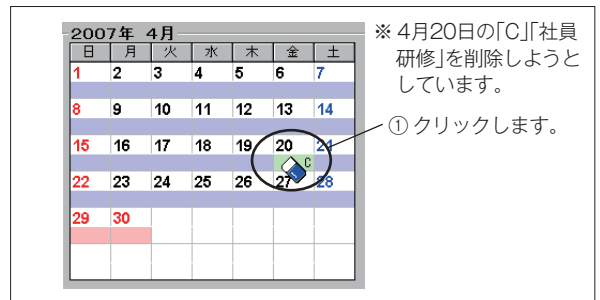 2007年 4月
日 月 火 水 木 金 土
1 2 3 4 5 6 7
8 9 10 11 12 13 14
15 16 17 18 19 20 21
C
22 23 24 25 26 27 28
29 30
※ 4月20日の「C」「社員
研修」を削除しようと
しています。
① クリックします。